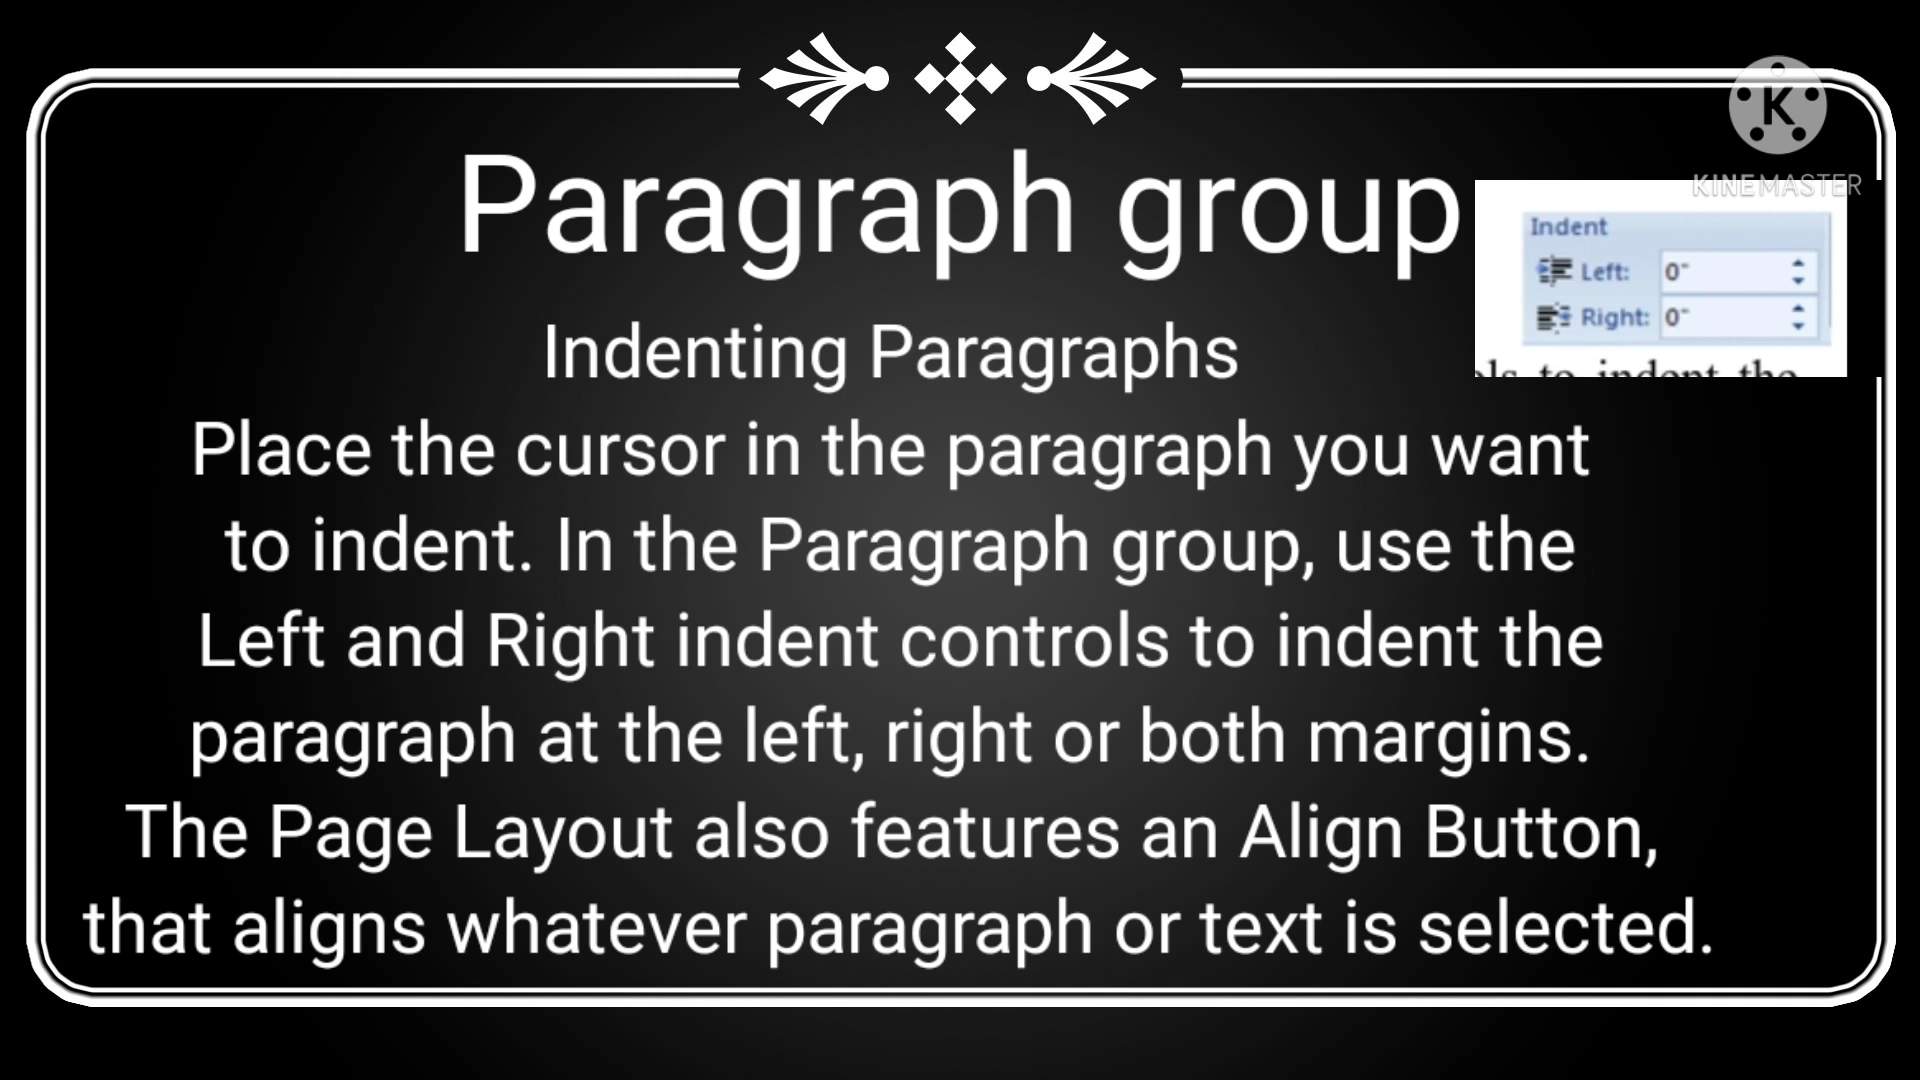 K
KINEMASTER
Paragraph group
Indent
Left: 0"
Right: 0"
to indent the
Indenting Paragraphs
Place the cursor in the paragraph you want
to indent. In the Paragraph group, use the
Left and Right indent controls to indent the
paragraph at the left, right or both margins.
The Page Layout also features an Align Button,
that aligns whatever paragraph or text is selected.